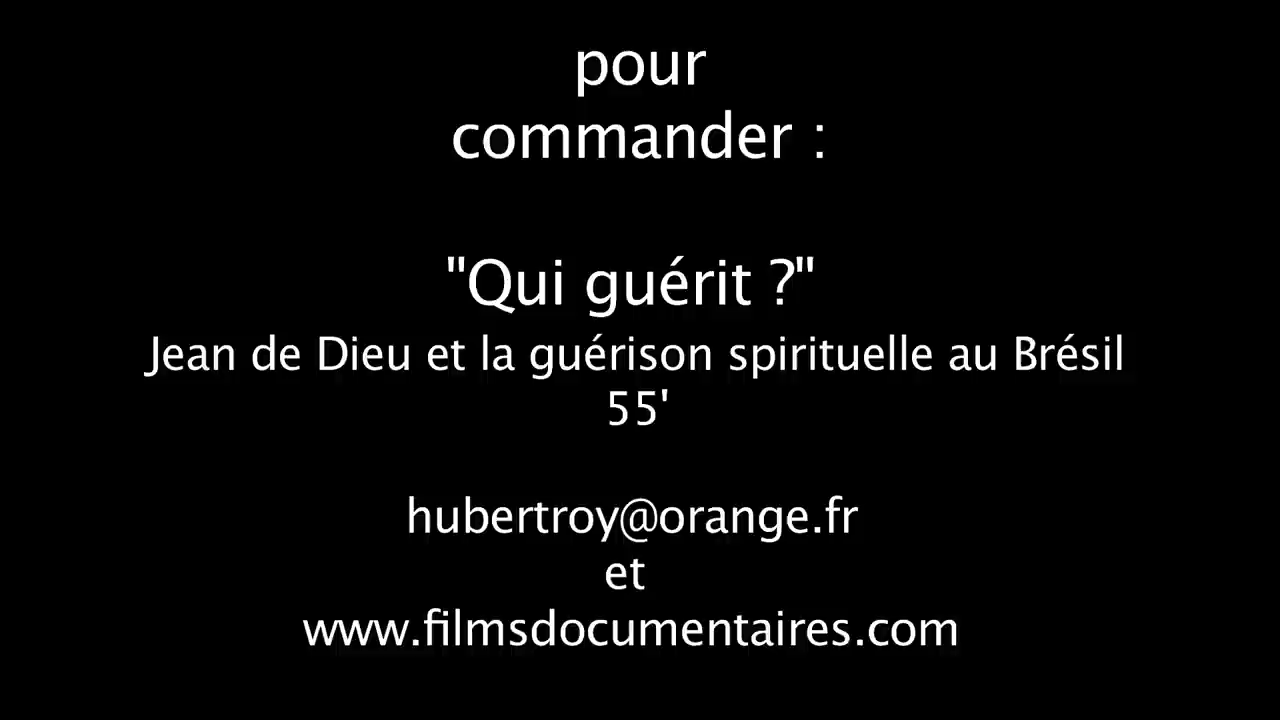 pour
commander :
"Qui guérit ?"
Jean de Dieu et la guérison spirituelle au Brésil
55'
hubertroy@orange.fr
et
www.filmsdocumentaires.com